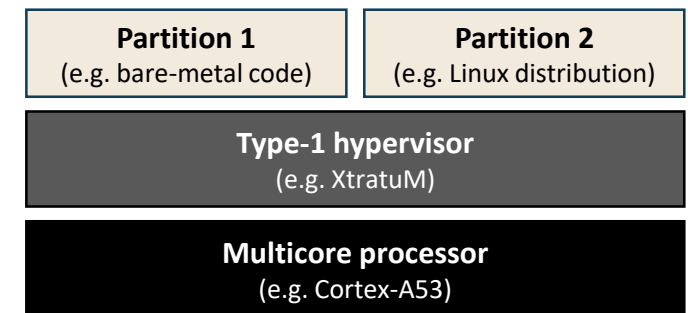 Partition 1
(e.g. bare-metal code)
Partition 2
(e.g. Linux distribution)
Type-1 hypervisor
(e.g. XtratuM)
Multicore processor
(e.g. Cortex-A53)